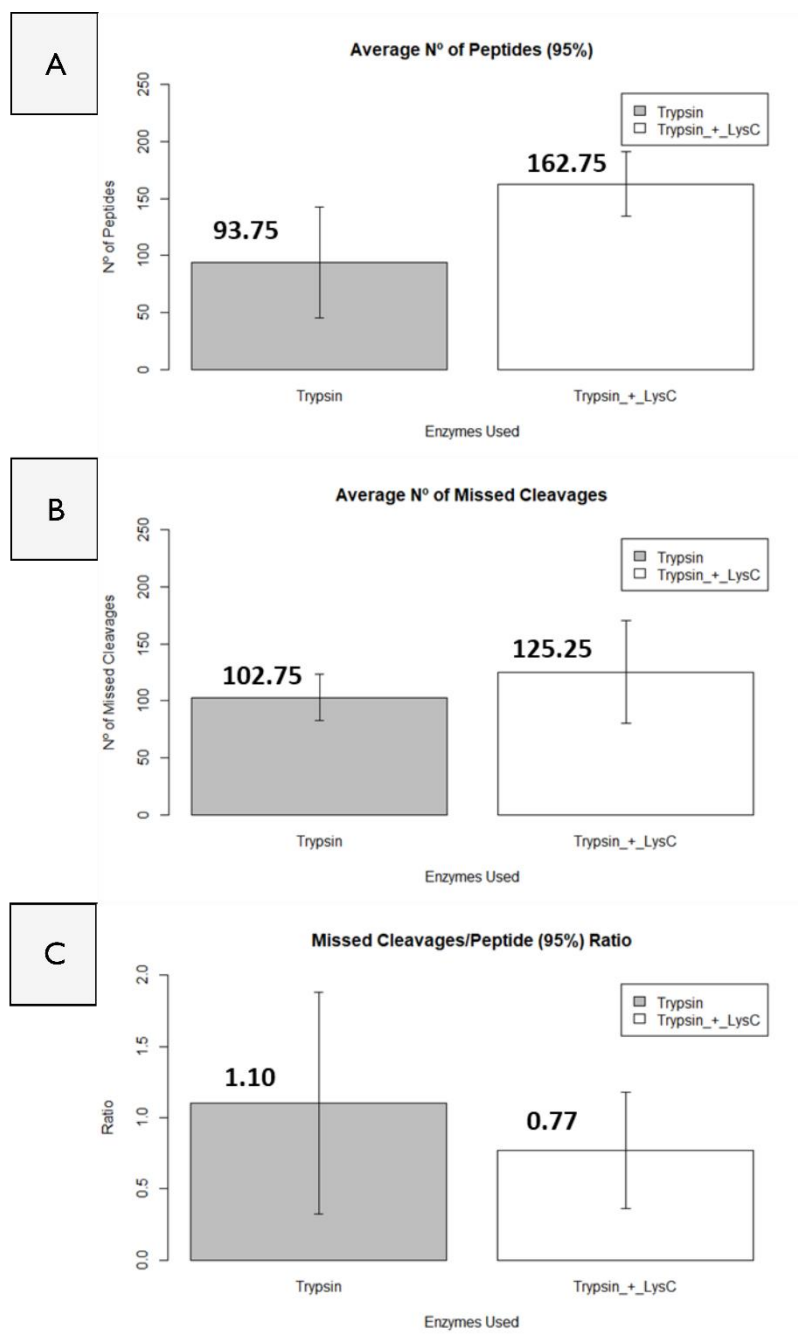 A
Average Nº of Peptides (95%)
Nº of Peptides
250
200
150
100
50
0
Trypsin
Trypsin_+_LysC
93.75
162.75
Trypsin
Trypsin_+_LysC
Enzymes Used
B
Average Nº of Missed Cleavages
Nº of Missed Cleavages
250
200
150
100
50
0
Trypsin
Trypsin_+_LysC
102.75
125.25
Trypsin
Trypsin_+_LysC
Enzymes Used
C
Missed Cleavages/Peptide (95%) Ratio
Ratio
2.0
1.5
1.0
0.5
0.0
Trypsin
Trypsin_+_LysC
1.10
0.77
Trypsin
Trypsin_+_LysC
Enzymes Used